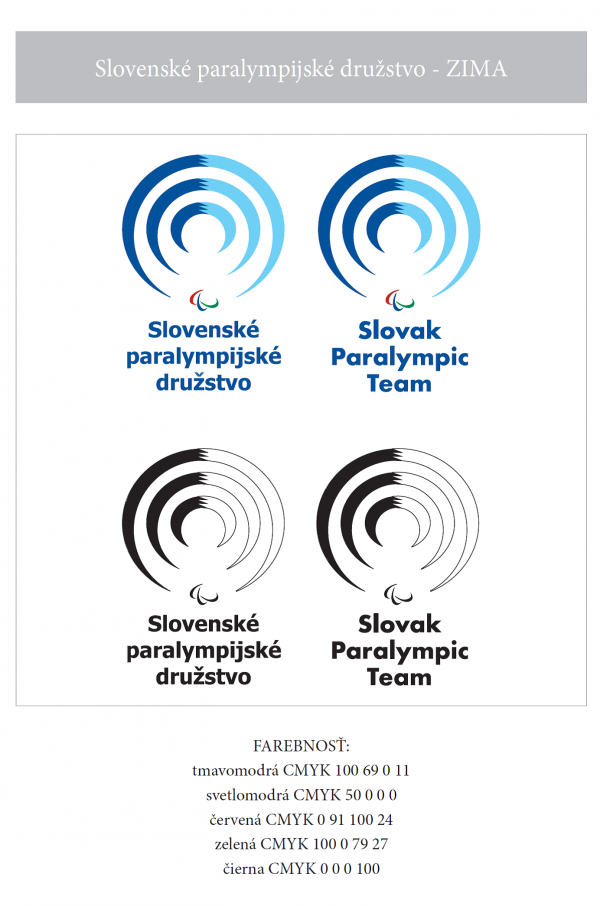 Slovenské paralympijské družstvo - ZIMA
Slovenské
paralympijské
družstvo
Slovak
Paralympic
Team
Slovenské
paralympijské
družstvo
Slovak
Paralympic
Team
FAREBNOSŤ:
tmavomodrá CMYK 100 69 0 11
svetlomodrá CMYK 50 0 0 0
červená CMYK 0 91 100 24
zelená CMYK 100 0 79 27
čierna CMYK 0 0 0 100